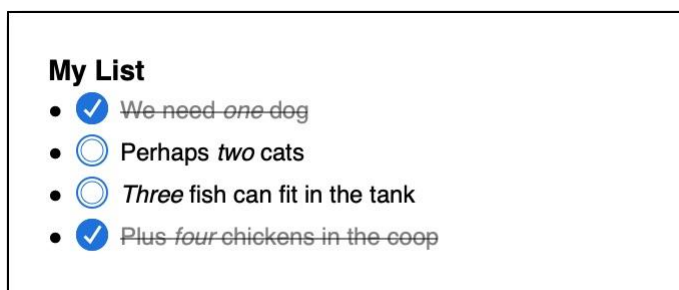 My List
We need one dog
Perhaps two cats
Three fish can fit in the tank
Plus four chickens in the coop